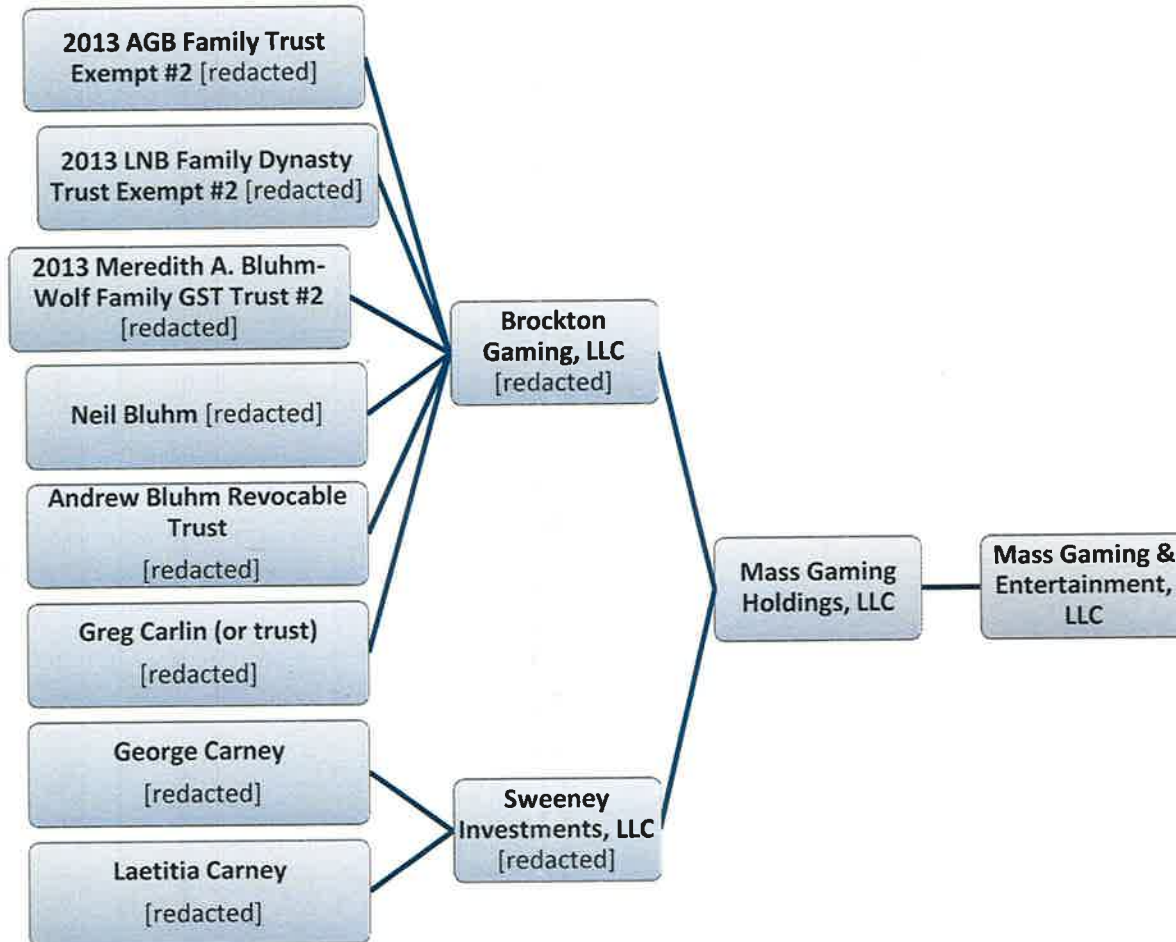 2013 AGB Family Trust
Exempt #2 [redacted]
2013 LNB Family Dynasty
Trust Exempt #2 [redacted]
2013 Meredith A. Bluhm-
Wolf Family GST Trust #2
[redacted]
Neil Bluhm [redacted]
Andrew Bluhm Revocable
Trust
[redacted]
Greg Carlin (or trust)
[redacted]
George Carney
[redacted]
Laetitia Carney
[redacted]
Brockton
Gaming, LLC
[redacted]
Sweeney
Investments, LLC
[redacted]
Mass Gaming
Holdings, LLC
Mass Gaming &
Entertainment,
LLC